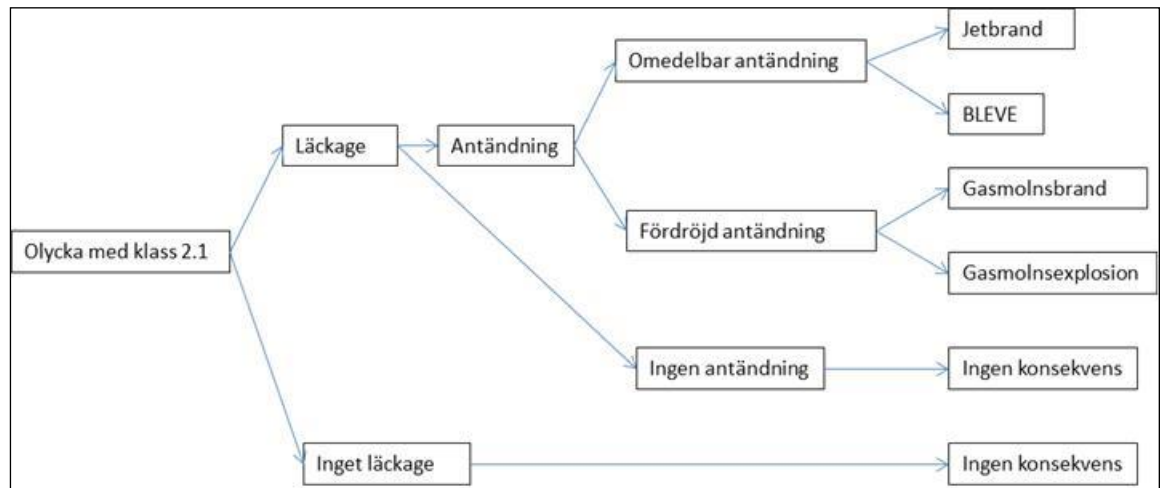 Jetbrand
Omedelbar antändning
BLEVE
Läckage
Antändning
Gasmolnsbrand
Fördröjd antändning
Olycka med klass 2.1
Gasmolnsexplosion
Ingen antändning
Ingen konsekvens
Inget läckage
Ingen konsekvens